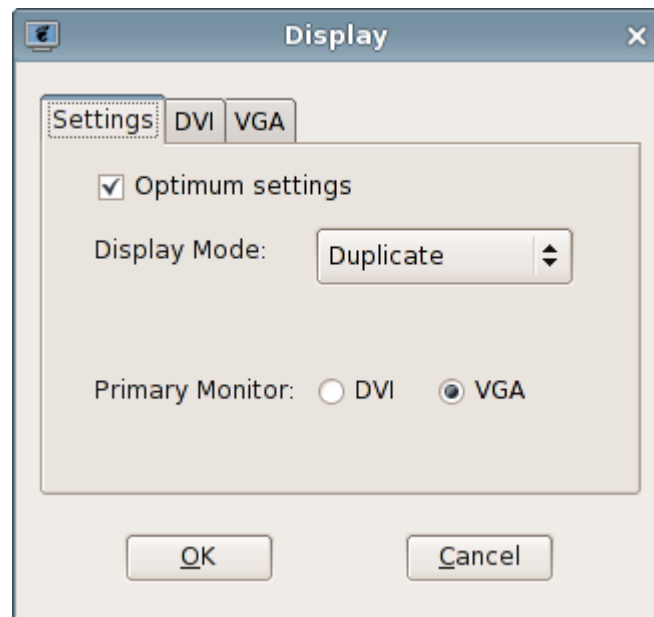 Display
Settings DVI VGA
Optimum settings
Display Mode: Duplicate
Primary Monitor: DVI VGA
OK Cancel